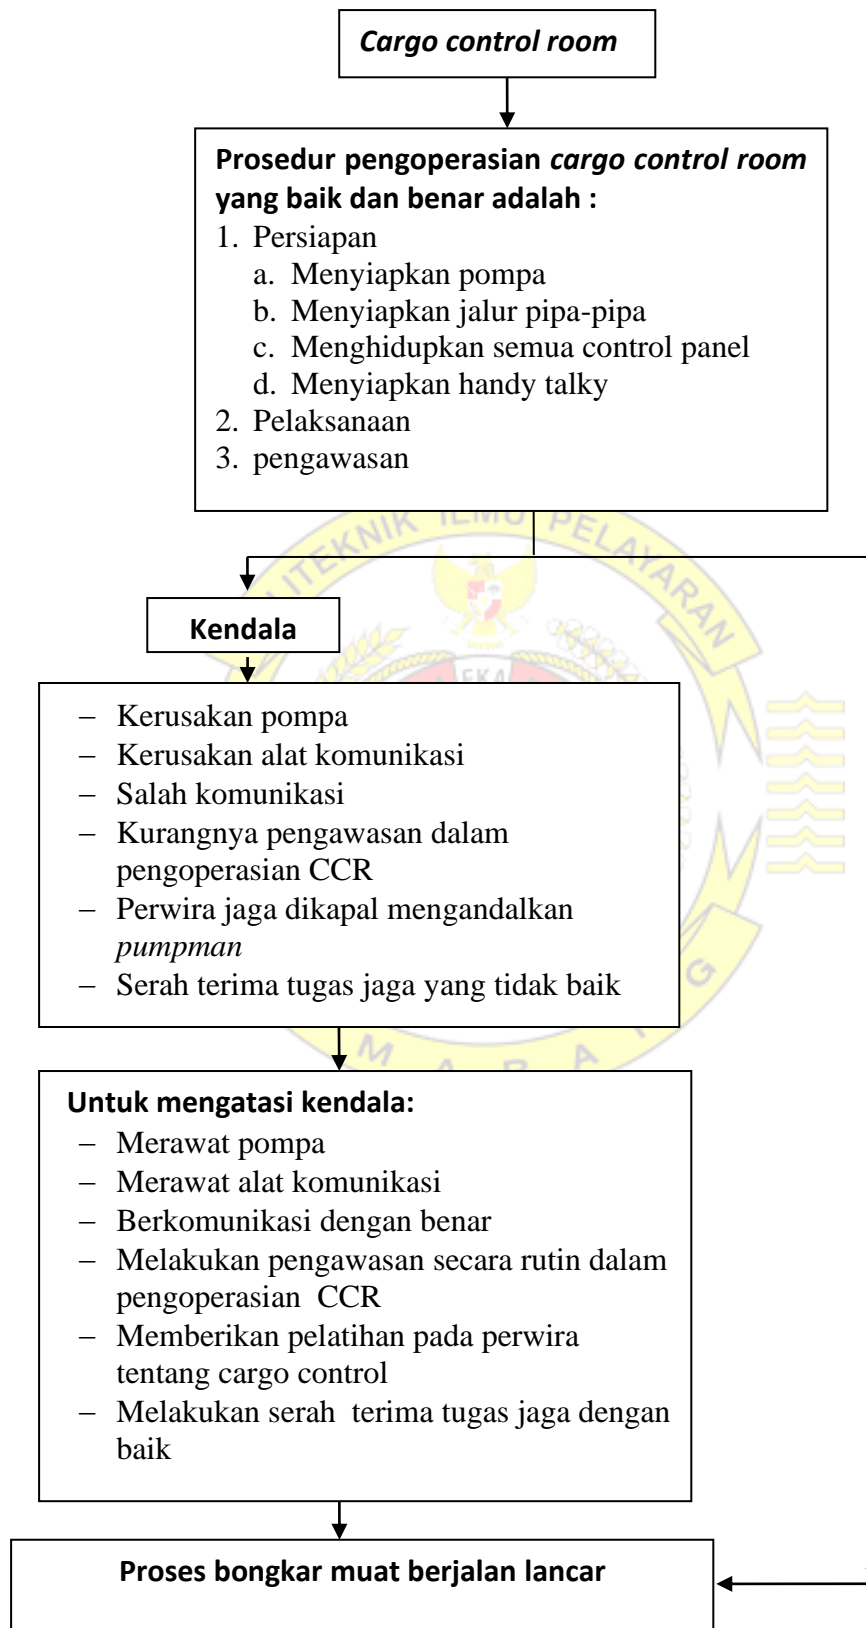 Cargo control room
Prosedur pengoperasian cargo control room
yang baik dan benar adalah :
1. Persiapan
a. Menyiapkan pompa
b. Menyiapkan jalur pipa-pipa
c. Menghidupkan semua control panel
d. Menyiapkan handy talky
2. Pelaksanaan
3. pengawasan
LITEKNIK ILMU PELAYARAN
Kendala
EKA
– Kerusakan pompa
– Kerusakan alat komunikasi
– Salah komunikasi
– Kurangnya pengawasan dalam
pengoperasian CCR
– Perwira jaga dikapal mengandalkan
pumpman
– Serah terima tugas jaga yang tidak baik
M A R A G
Untuk mengatasi kendala:
– Merawat pompa
– Merawat alat komunikasi
– Berkomunikasi dengan benar
– Melakukan pengawasan secara rutin dalam
pengoperasian  CCR
– Memberikan pelatihan pada perwira
tentang cargo control
– Melakukan serah  terima tugas jaga dengan
baik
Proses bongkar muat berjalan lancar